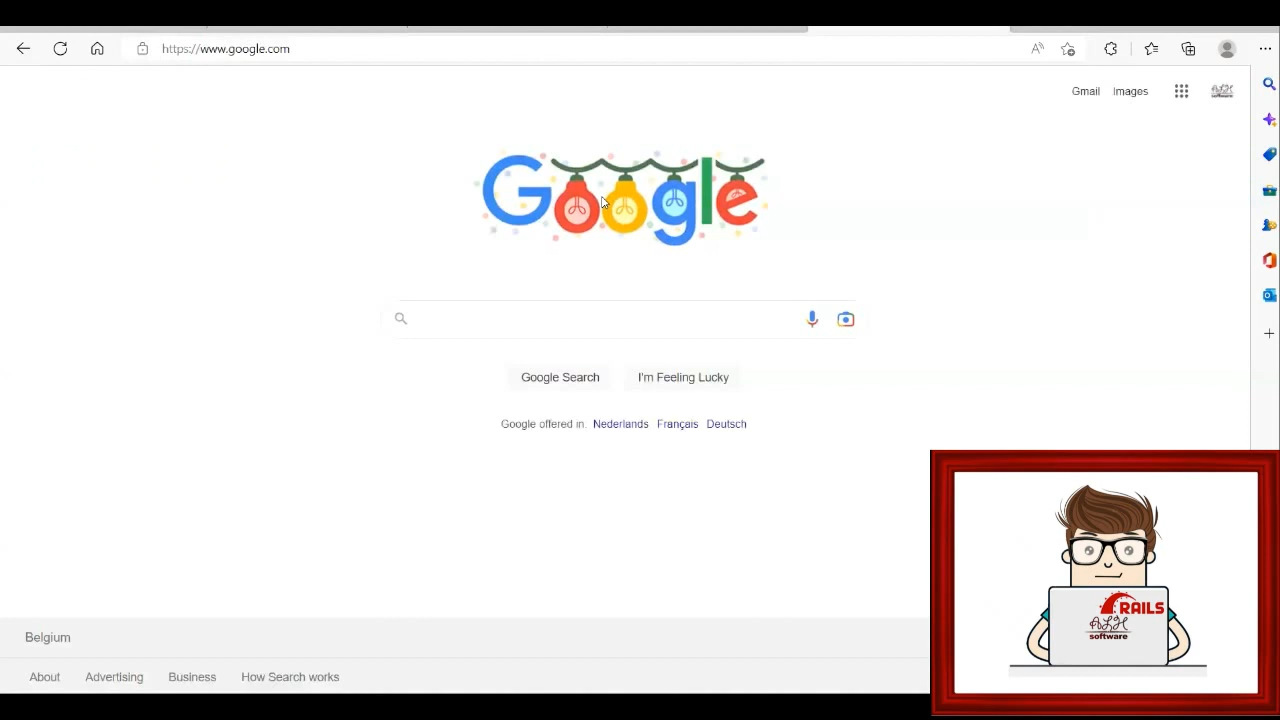 https://www.google.com
Gmail Images
Google
Google Search I'm Feeling Lucky
Google offered in: Nederlands Français Deutsch
Belgium
About Advertising Business How Search works
RAILS
ALH
software